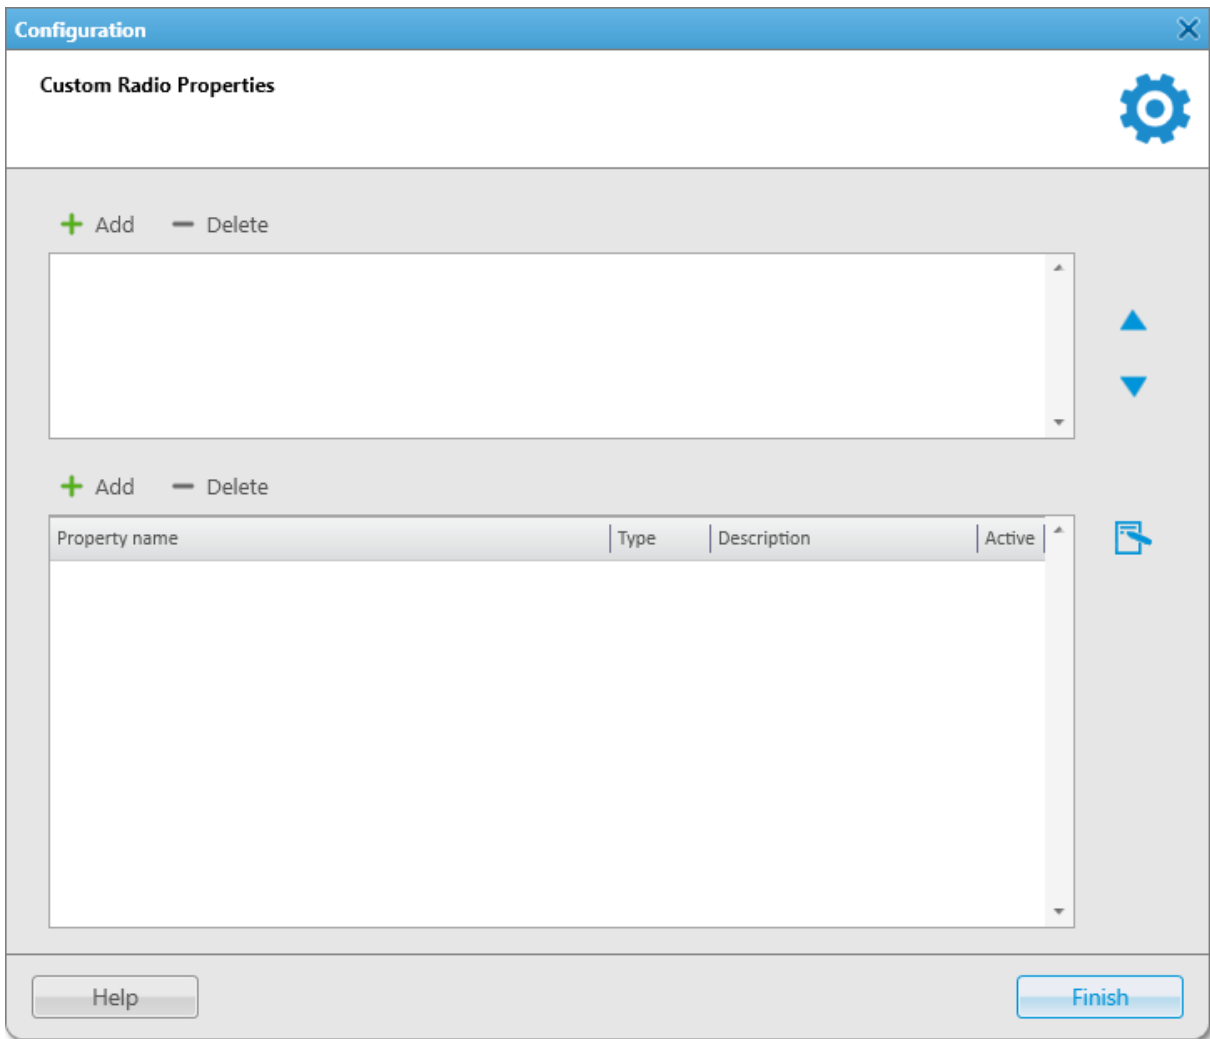 Configuration
Custom Radio Properties
Add Delete
Add Delete
Property name Type Description Active
Help Finish